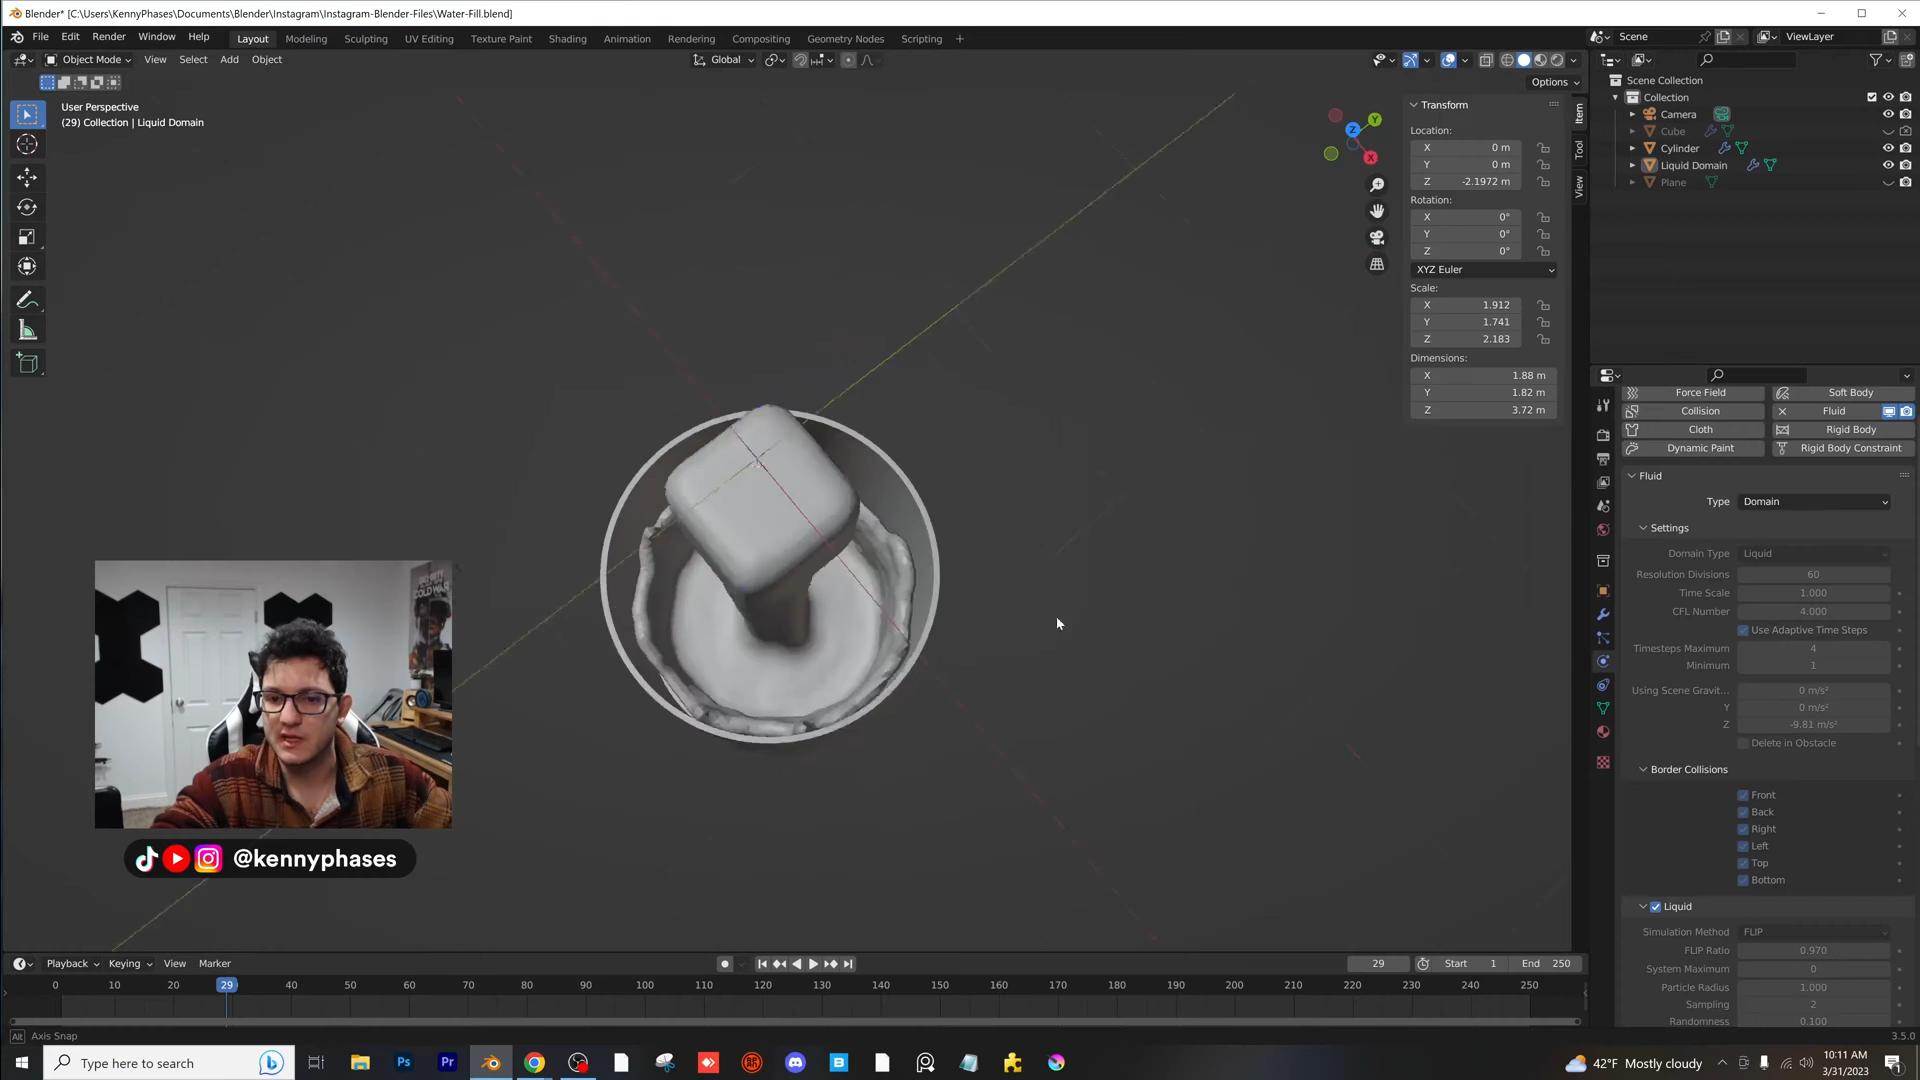 Blender* [C:\Users\KennyPhases\Documents\Blender\Instagram\Instagram-Blender-Files\Water-Fill.blend]
File Edit Render Window Help
Layout Modeling Sculpting UV Editing Texture Paint Shading Animation Rendering Compositing Geometry Nodes Scripting +
Scene
ViewLayer
Object Mode View Select Add Object
Global
Options
User Perspective
(29) Collection | Liquid Domain
Z Y X
Transform
Location:
X 0 m
Y 0 m
Z -2.1972 m
Rotation:
X 0°
Y 0°
Z 0°
XYZ Euler
Scale:
X 1.912
Y 1.741
Z 2.183
Dimensions:
X 1.88 m
Y 1.82 m
Z 3.72 m
Item
Tool
View
Scene Collection
Collection
Camera
Cube
Cylinder
Liquid Domain
Plane
Force Field Soft Body
Collision Fluid
Cloth Rigid Body
Dynamic Paint Rigid Body Constraint
Fluid
Type Domain
Settings
Domain Type Liquid
Resolution Divisions 60
Time Scale 1.000
CFL Number 4.000
Use Adaptive Time Steps
Timesteps Maximum 4
Minimum 1
Using Scene Gravit... 0 m/s²
Y 0 m/s²
Z -9.81 m/s²
Delete in Obstacle
Border Collisions
Front
Back
Right
Left
Top
Bottom
Liquid
Simulation Method FLIP
FLIP Ratio 0.970
System Maximum 0
Particle Radius 1.000
Sampling 2
Randomness 0.100
COLD WAR
@kennyphases
Playback Keying View Marker
29 Start 1 End 250
0 10 20 29 40 50 60 70 80 90 100 110 120 130 140 150 160 170 180 190 200 210 220 230 240 250
Alt Axis Snap
3.5.0
Type here to search
Ps
Pr
42°F Mostly cloudy
10:11 AM
3/31/2023
1